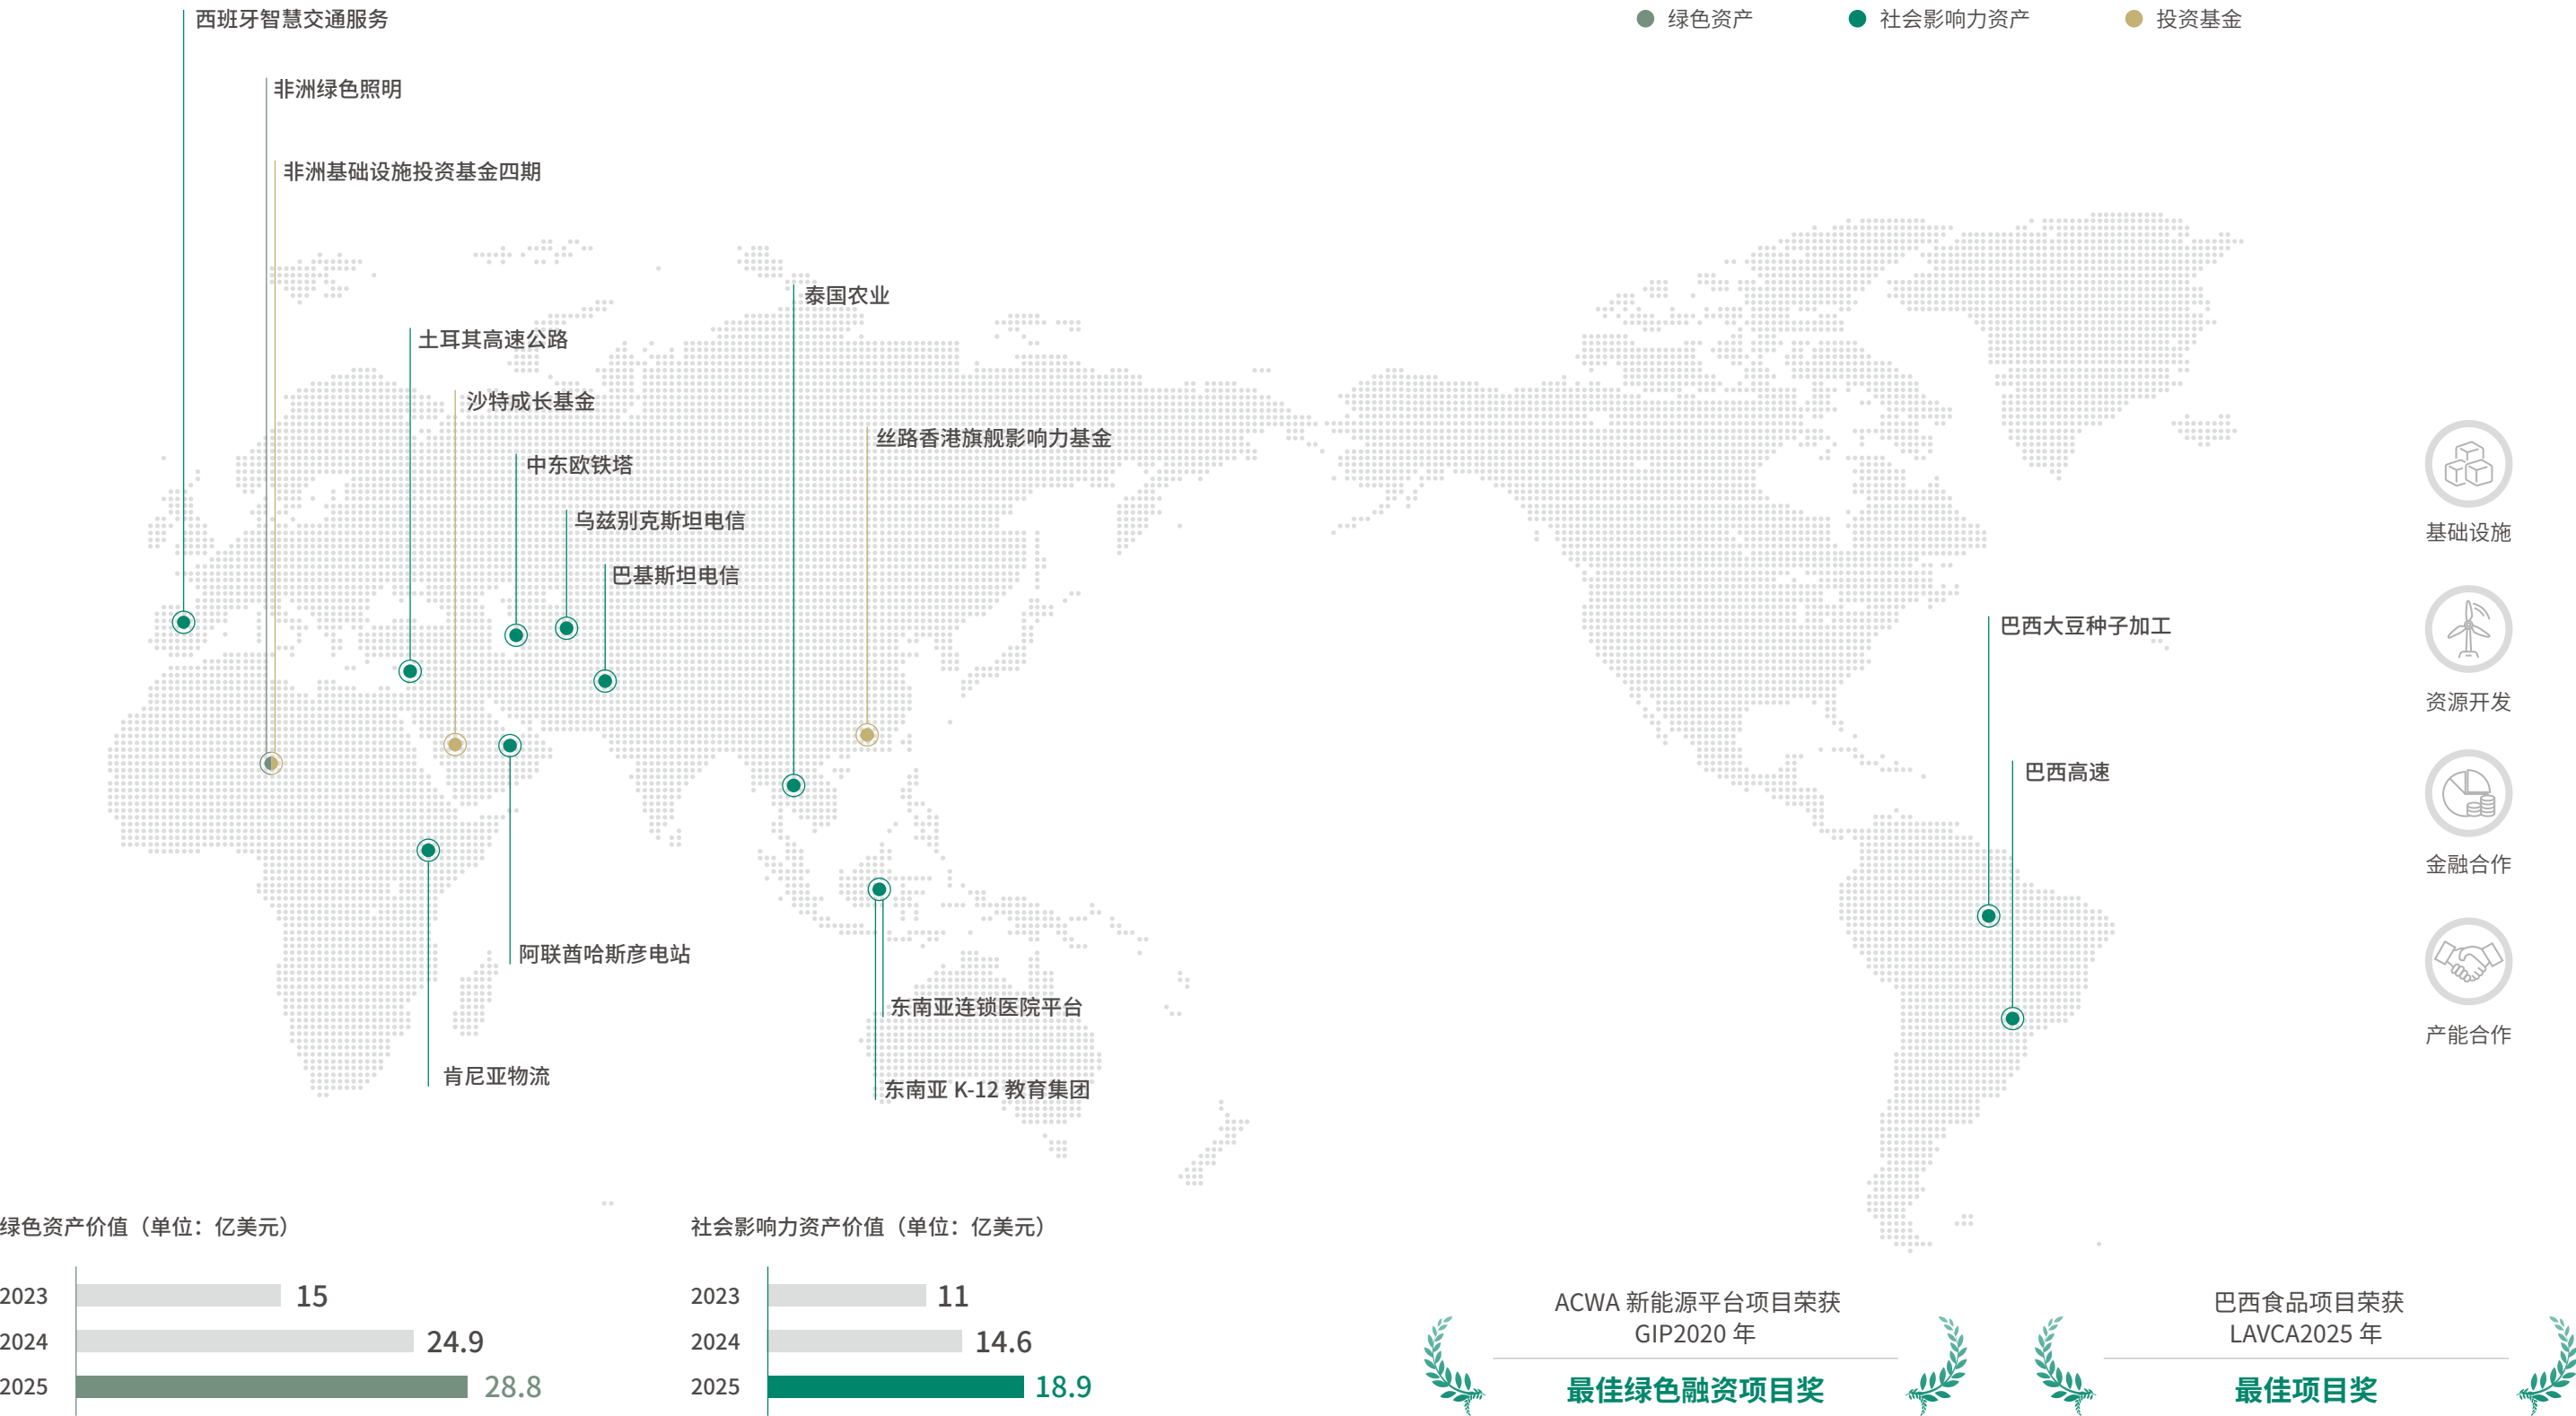 西班牙智慧交通服务
绿色资产
社会影响力资产
投资基金
非洲绿色照明
非洲基础设施投资基金四期
泰国农业
土耳其高速公路
沙特成长基金
丝路香港旗舰影响力基金
中东欧铁塔
乌兹别克斯坦电信
巴基斯坦电信
基础设施
巴西大豆种子加工
资源开发
巴西高速
金融合作
阿联酋哈斯彦电站
东南亚连锁医院平台
产能合作
肯尼亚物流
东南亚 K-12 教育集团
绿色资产价值（单位：亿美元）
2023 15
2024 24.9
2025 28.8
社会影响力资产价值（单位：亿美元）
2023 11
2024 14.6
2025 18.9
ACWA 新能源平台项目荣获
GIP2020 年
最佳绿色融资项目奖
巴西食品项目荣获
LAVCA2025 年
最佳项目奖